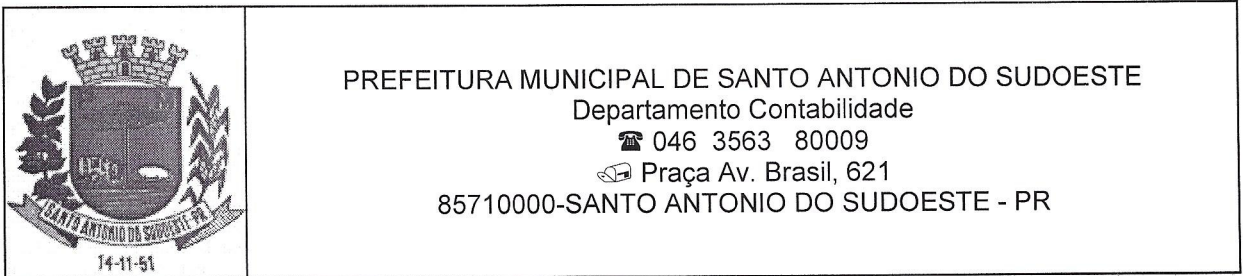 PREFEITURA MUNICIPAL DE SANTO ANTONIO DO SUDOESTE
Departamento Contabilidade
☎ 046 3563 80009
Praça Av. Brasil, 621
85710000-SANTO ANTONIO DO SUDOESTE - PR
P M
SANTO ANTONIO DO SUDOESTE-PR
14-11-51